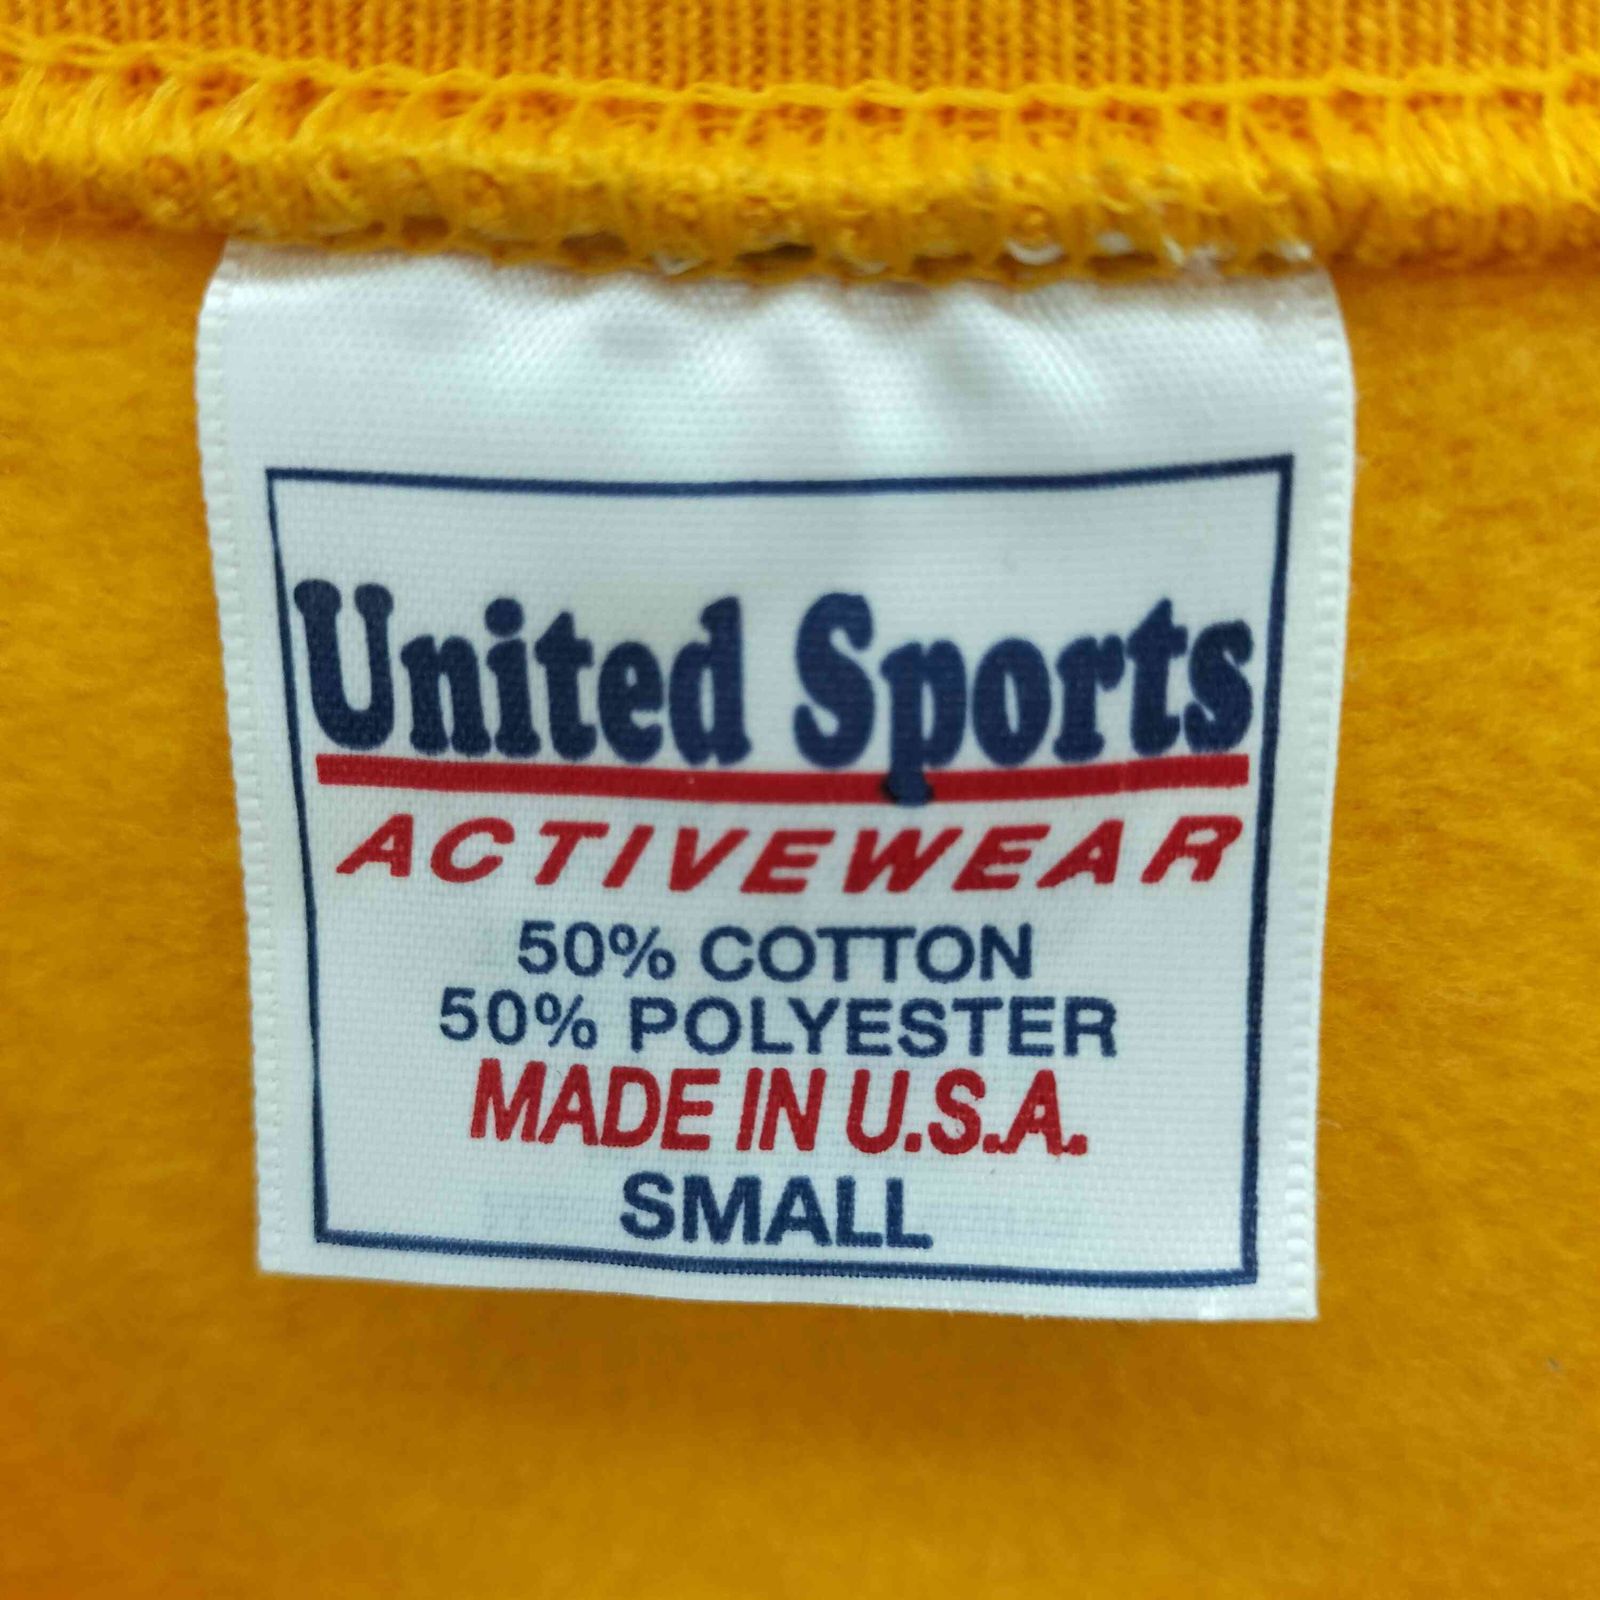 United Sports
ACTIVEWEAR
50% COTTON
50% POLYESTER
MADE IN U.S.A.
SMALL